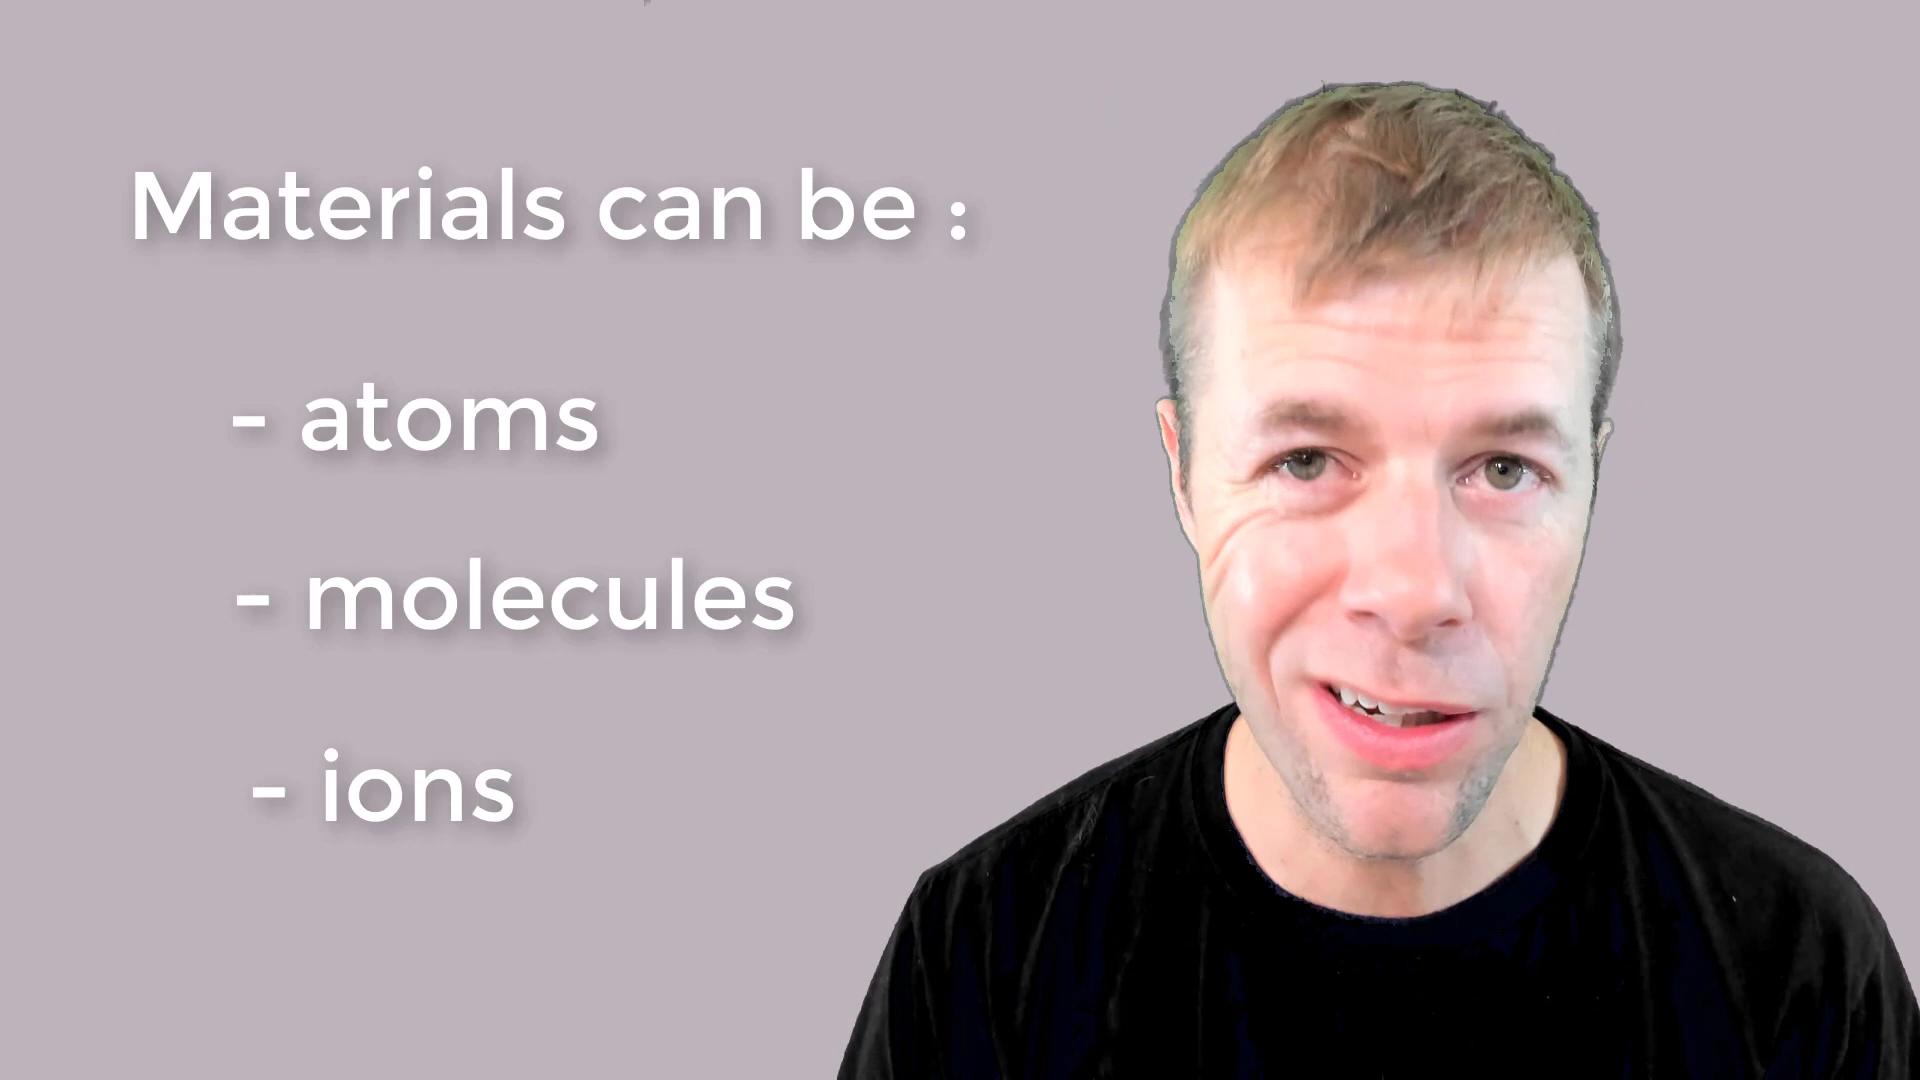 Materials can be :
- atoms
- molecules
- ions